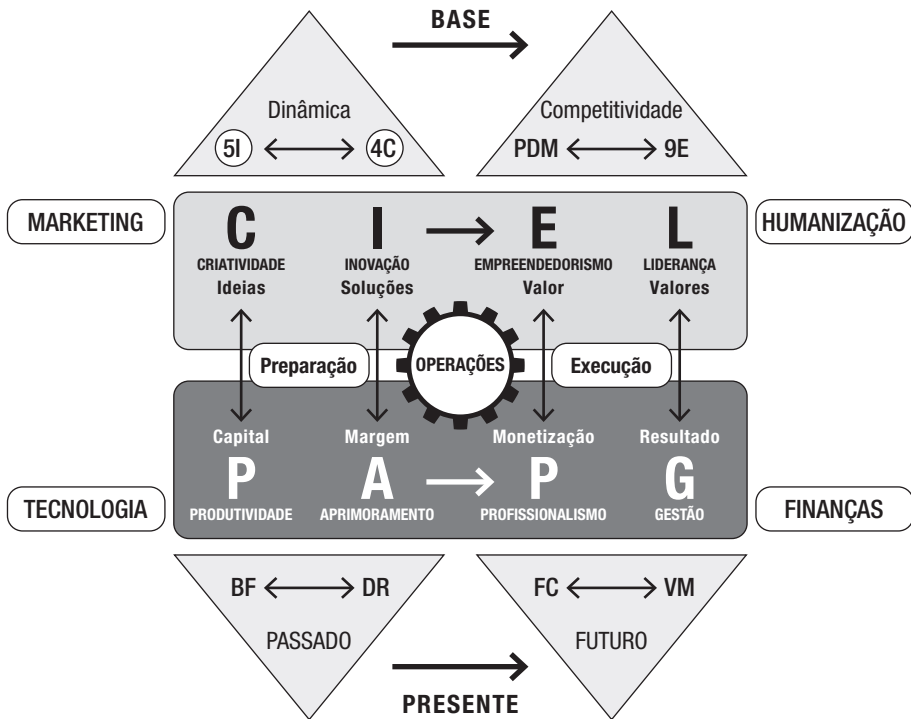 BASE
Dinâmica
Competitividade
5I 4C
PDM 9E
MARKETING
HUMANIZAÇÃO
C I E L
CRIATIVIDADE INOVAÇÃO EMPREENDEDORISMO LIDERANÇA
Ideias Soluções Valor Valores
Preparação
OPERAÇÕES
Execução
Capital Margem Monetização Resultado
P A P G
PRODUTIVIDADE APRIMORAMENTO PROFISSIONALISMO GESTÃO
TECNOLOGIA
FINANÇAS
BF DR
FC VM
PASSADO
FUTURO
PRESENTE